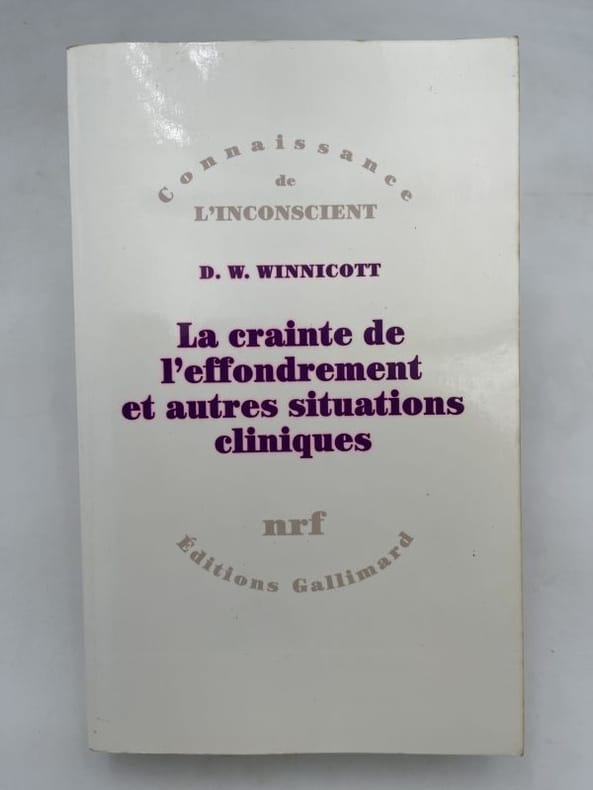 Connaissance
de
L'INCONSCIENT
D. W. WINNICOTT
La crainte de
l'effondrement
et autres situations
cliniques
nrf
Éditions Gallimard